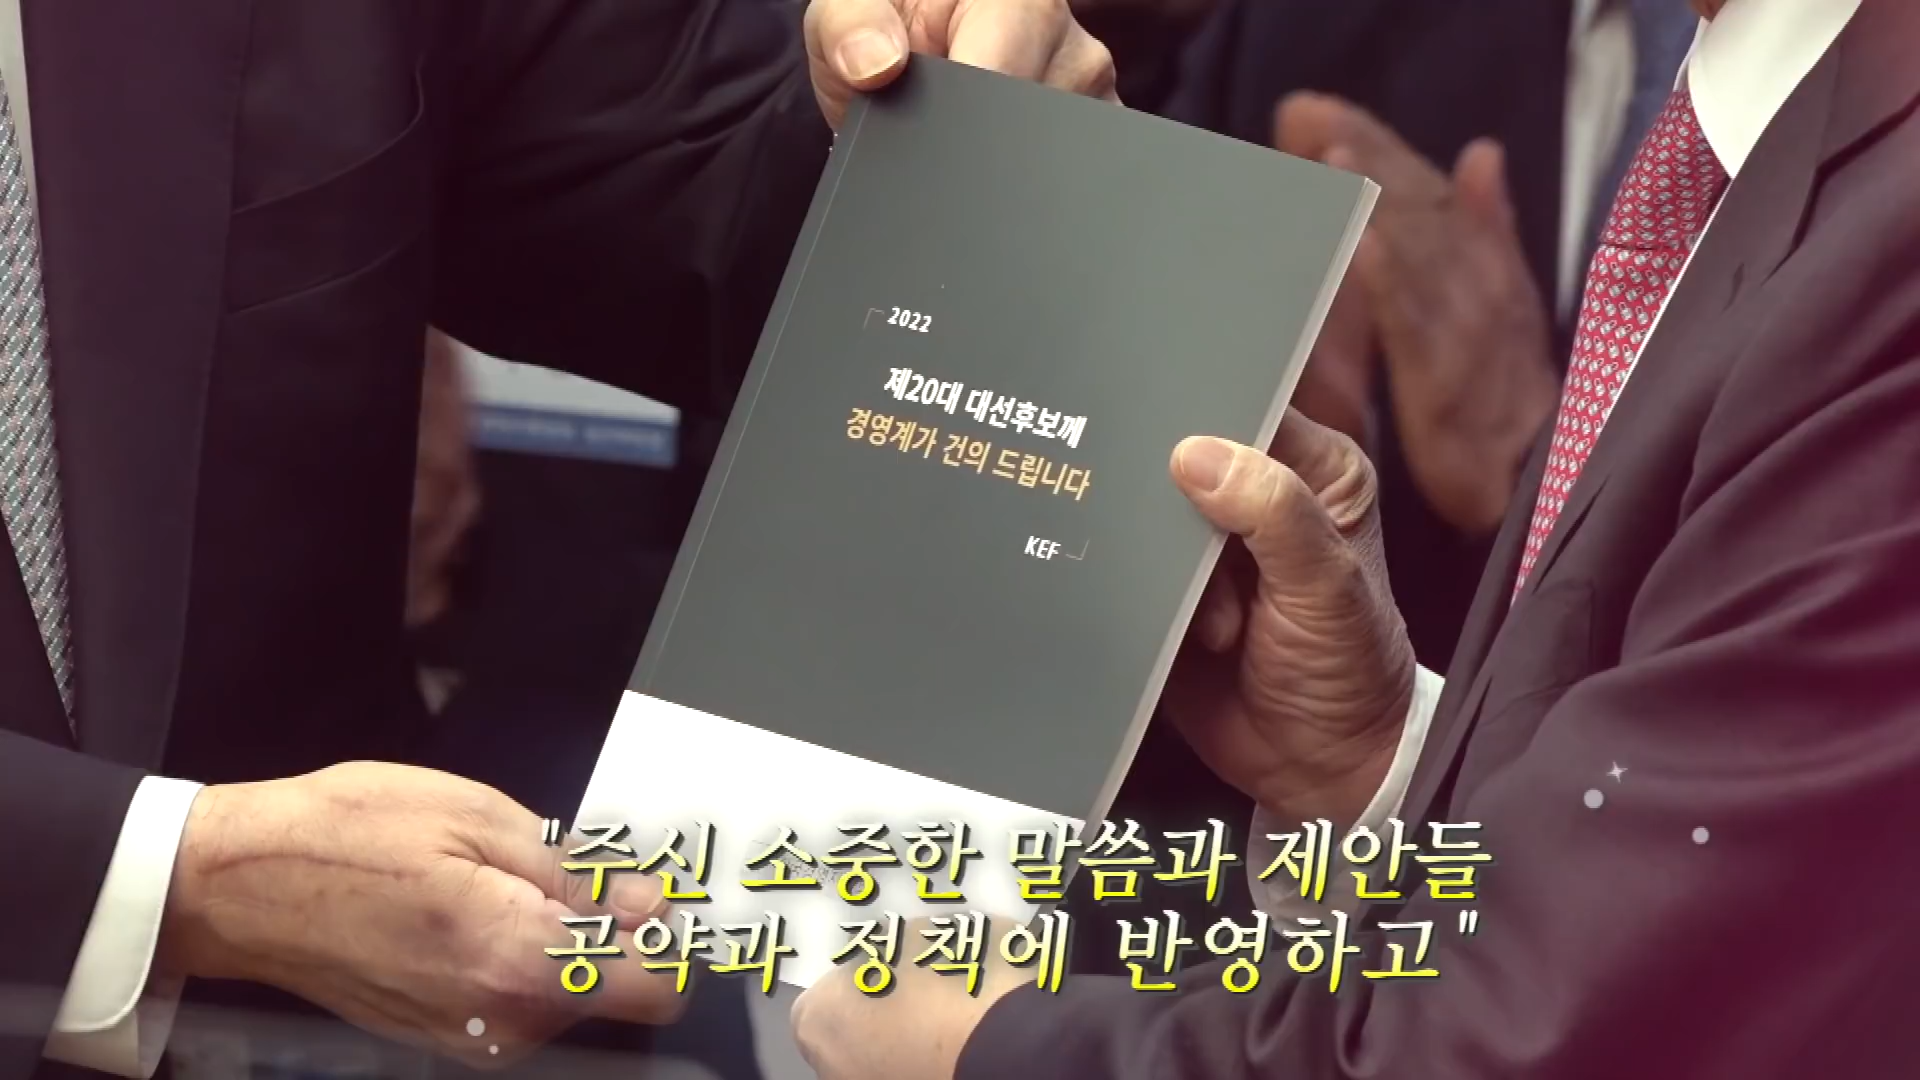 2022
제20대 대선후보께
경영계가 건의 드립니다
KEF
"주신 소중한 말씀과 제안들
공약과 정책에 반영하고"